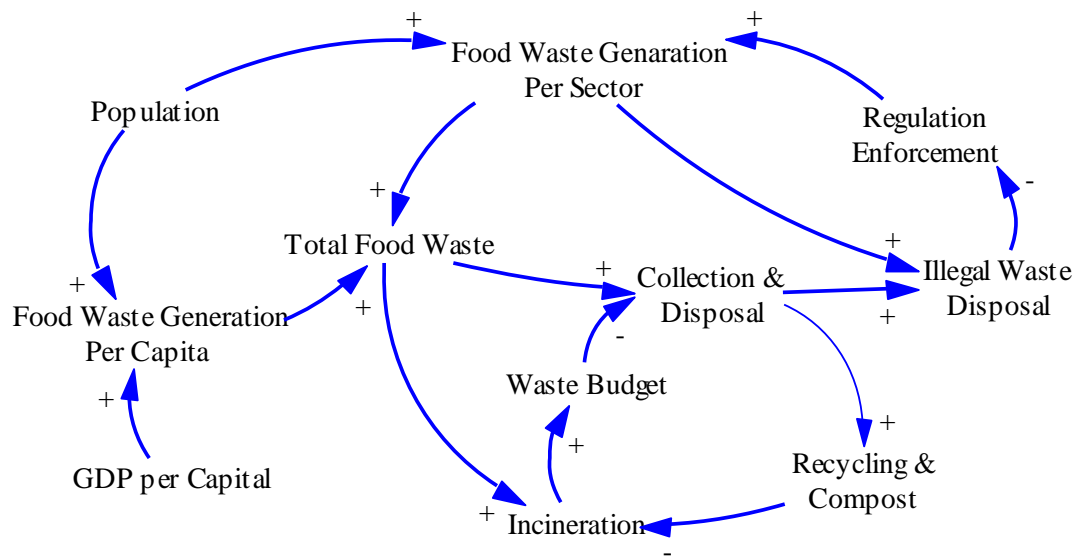 +
+
Food Waste Genaration
Per Sector
Population
Regulation
Enforcement
+
-
Total Food Waste
+
+
Collection &
Disposal
Illegal Waste
Disposal
+
Food Waste Generation
Per Capita
+
+
-
Waste Budget
+
+
+
GDP per Capital
Recycling &
Compost
+
Incineration
-